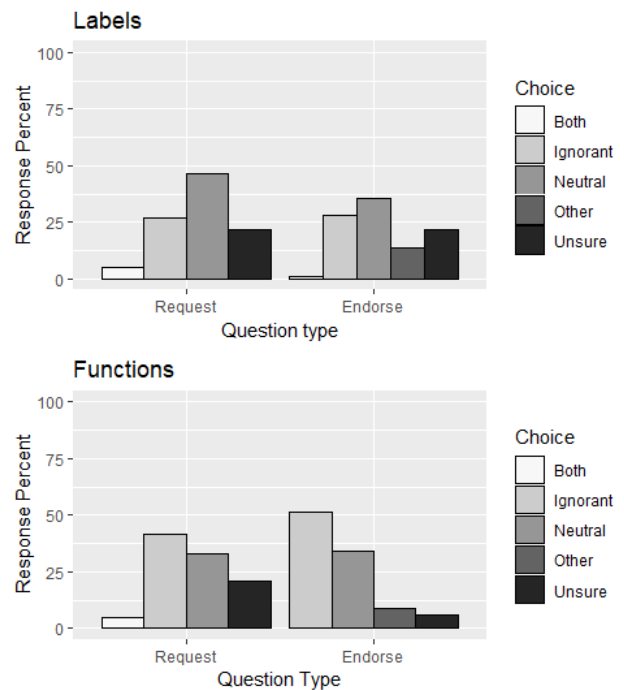 Labels
100
75
50
25
0
Response Percent
Request
Endorse
Question type
Choice
Both
Ignorant
Neutral
Other
Unsure
Functions
100
75
50
25
0
Response Percent
Request
Endorse
Question Type
Choice
Both
Ignorant
Neutral
Other
Unsure